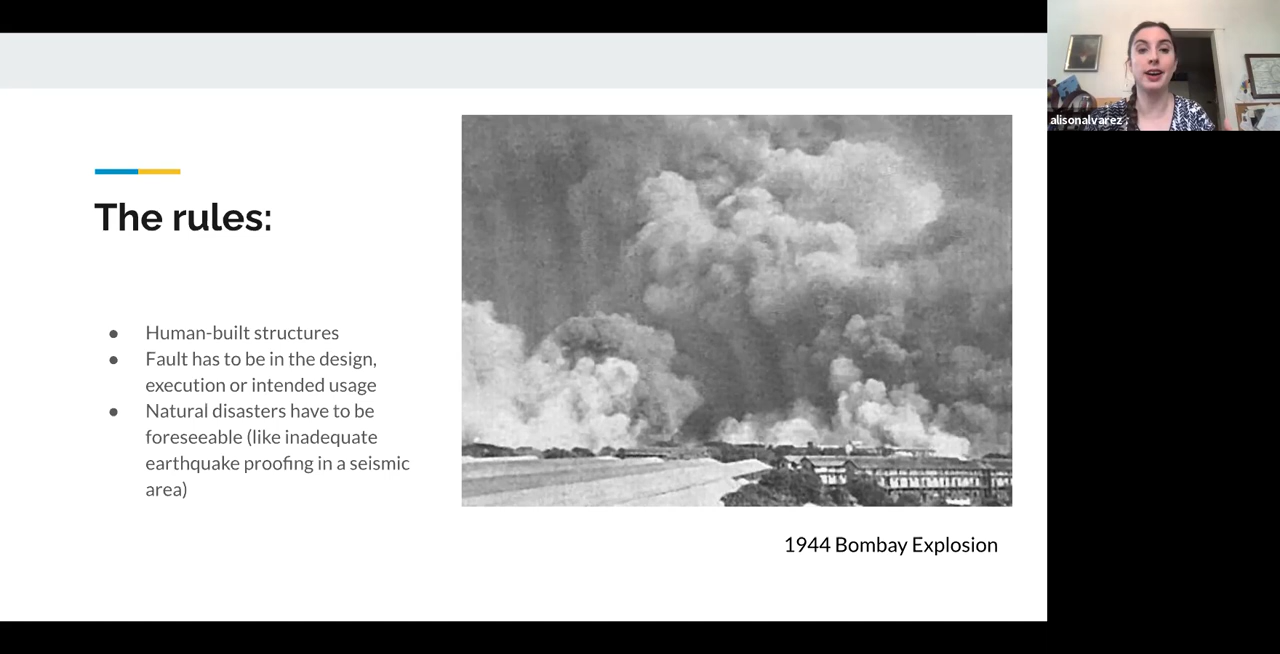 The rules:
● Human-built structures
● Fault has to be in the design,
execution or intended usage
● Natural disasters have to be
foreseeable (like inadequate
earthquake proofing in a seismic
area)
1944 Bombay Explosion
alisonalvarez